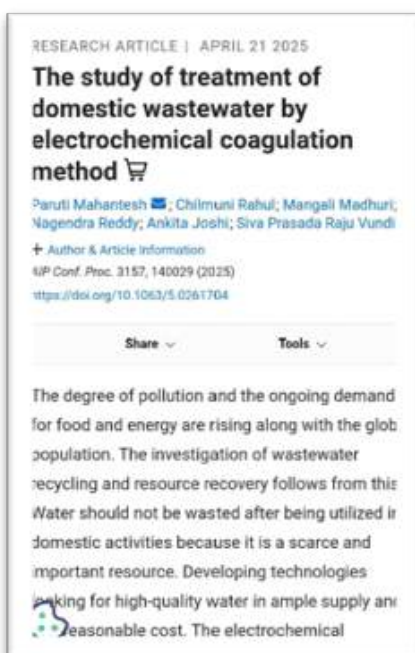 RESEARCH ARTICLE | APRIL 21 2025
The study of treatment of
domestic wastewater by
electrochemical coagulation
method
Paruti Mahantesh ; Chilmuni Rahul; Mangali Madhuri;
Nagendra Reddy; Ankita Joshi; Siva Prasada Raju Vundi
+ Author & Article Information
AIP Conf. Proc. 3157, 140029 (2025)
https://doi.org/10.1063/5.0261704
Share Tools
The degree of pollution and the ongoing demand
for food and energy are rising along with the glob
population. The investigation of wastewater
recycling and resource recovery follows from this
Water should not be wasted after being utilized in
domestic activities because it is a scarce and
important resource. Developing technologies
looking for high-quality water in ample supply and
reasonable cost. The electrochemical